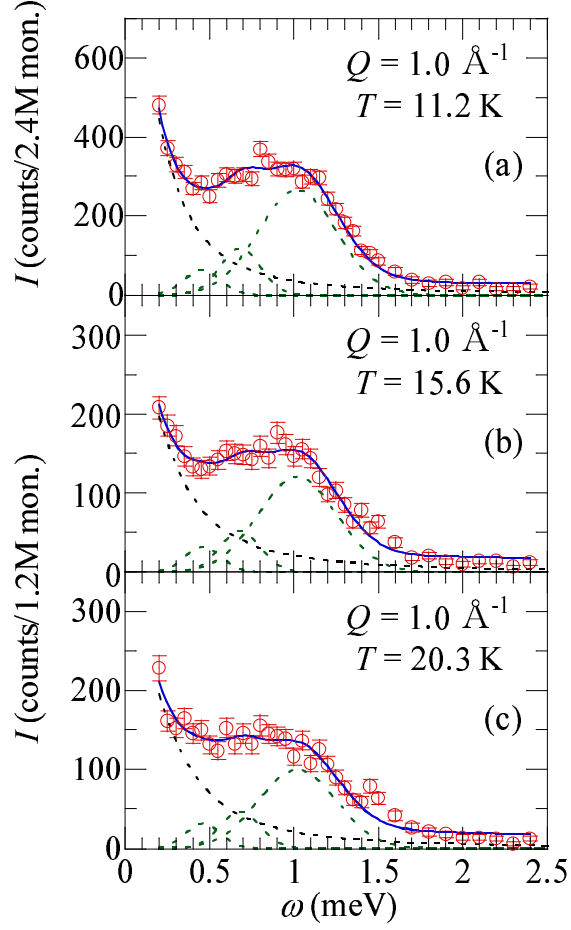 600
400
200
0
I (counts/2.4M mon.)
Q = 1.0 Å-1
T = 11.2 K
(a)
300
200
100
0
Q = 1.0 Å-1
T = 15.6 K
(b)
I (counts/1.2M mon.)
300
200
100
0
Q = 1.0 Å-1
T = 20.3 K
(c)
0 0.5 1 1.5 2 2.5
ω (meV)